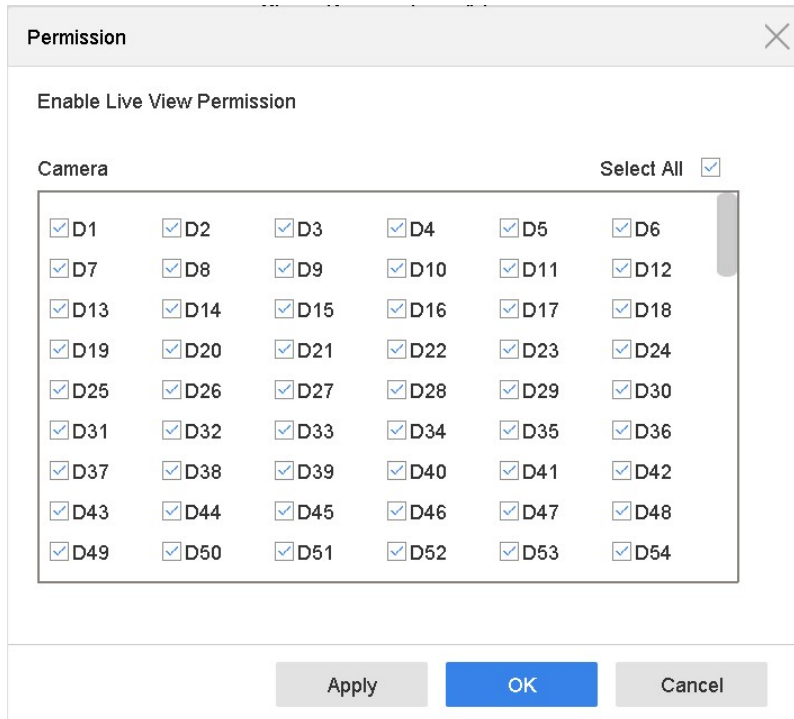 Permission
Enable Live View Permission
Camera Select All
D1 D2 D3 D4 D5 D6
D7 D8 D9 D10 D11 D12
D13 D14 D15 D16 D17 D18
D19 D20 D21 D22 D23 D24
D25 D26 D27 D28 D29 D30
D31 D32 D33 D34 D35 D36
D37 D38 D39 D40 D41 D42
D43 D44 D45 D46 D47 D48
D49 D50 D51 D52 D53 D54
Apply OK Cancel